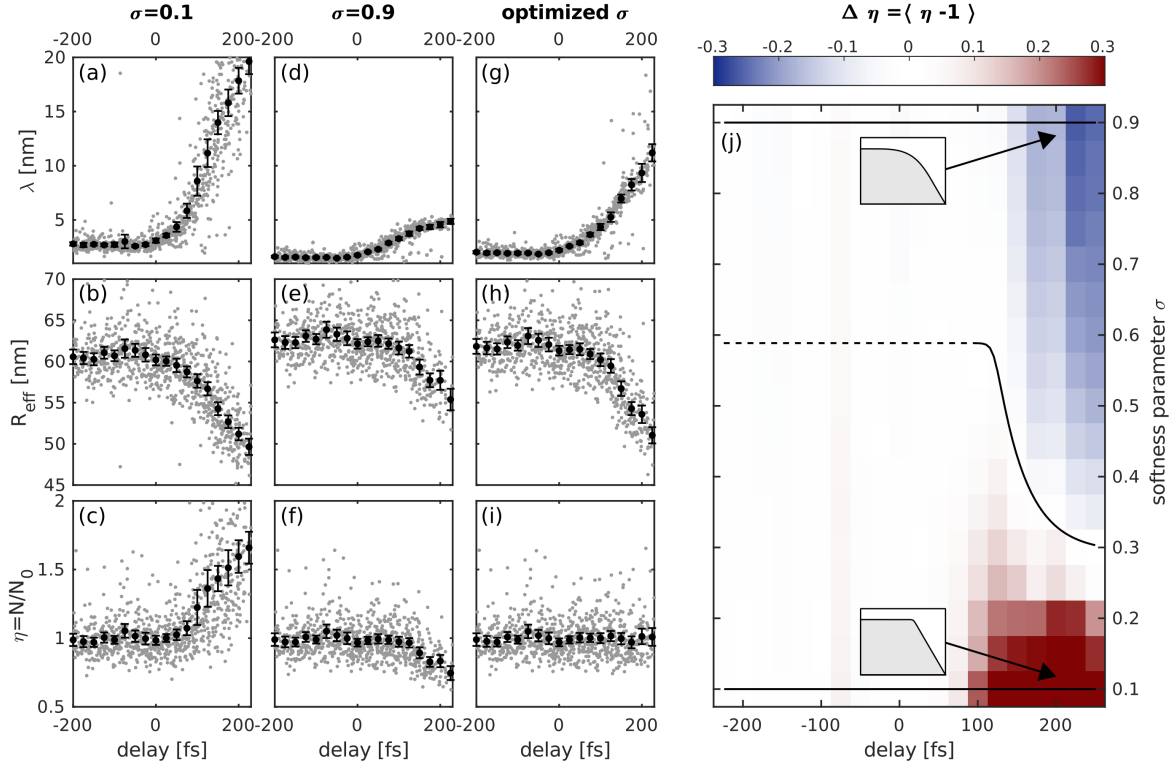 σ=0.1 σ=0.9 optimized σ Δ η =⟨ η -1 ⟩
-200 0 200 -200 0 200 -200 0 200
-0.3 -0.2 -0.1 0 0.1 0.2 0.3
(a) (d) (g)
20
15
10
5
λ [nm]
(b) (e) (h)
70
65
60
55
50
45
R_eff [nm]
(c) (f) (i)
2
1.5
1
0.5
η=N/N_0
-200 0 200 -200 0 200 -200 0 200
delay [fs] delay [fs] delay [fs]
(j)
0.9
0.8
0.7
0.6
0.5
0.4
0.3
0.2
0.1
softness parameter σ
-200 -100 0 100 200
delay [fs]